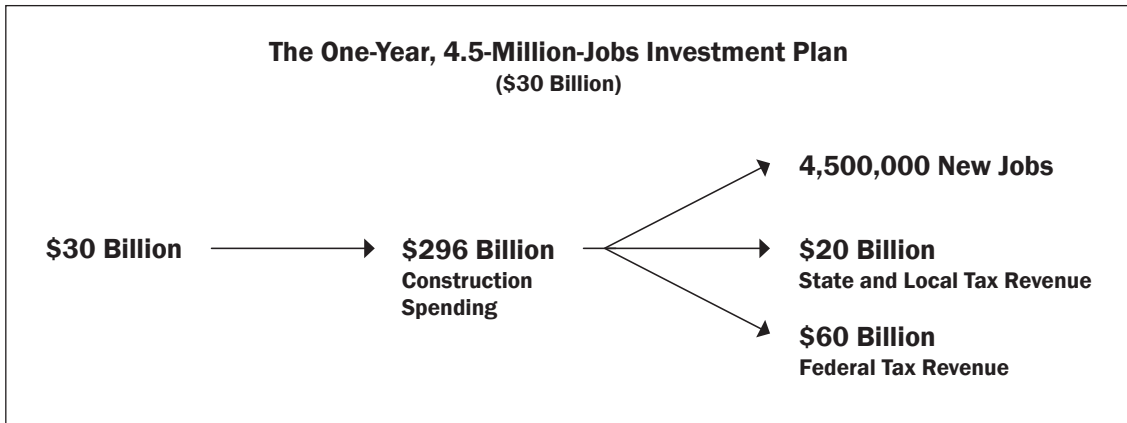 The One-Year, 4.5-Million-Jobs Investment Plan
($30 Billion)
$30 Billion
$296 Billion
Construction
Spending
4,500,000 New Jobs
$20 Billion
State and Local Tax Revenue
$60 Billion
Federal Tax Revenue